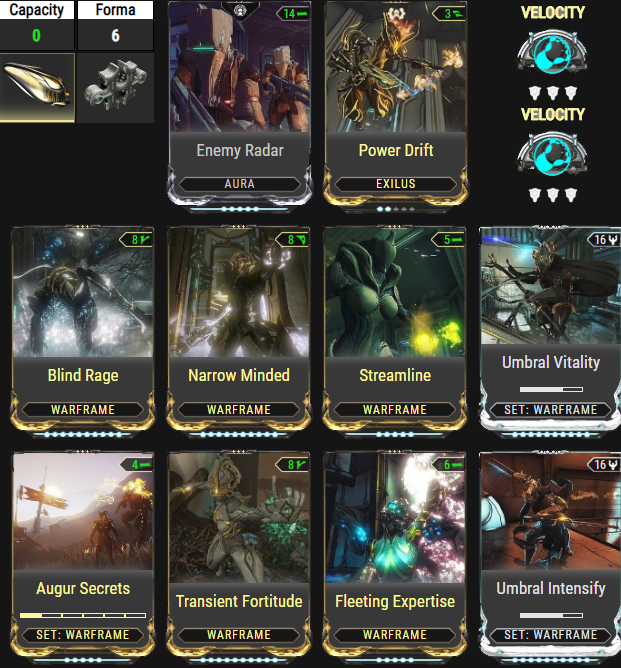 Capacity
Forma
0
6
14
Enemy Radar
AURA
3
Power Drift
EXILUS
VELOCITY
VELOCITY
8
Blind Rage
WARFRAME
8
Narrow Minded
WARFRAME
5
Streamline
WARFRAME
16
Umbral Vitality
SET: WARFRAME
4
Augur Secrets
SET: WARFRAME
8
Transient Fortitude
WARFRAME
6
Fleeting Expertise
WARFRAME
16
Umbral Intensify
SET: WARFRAME